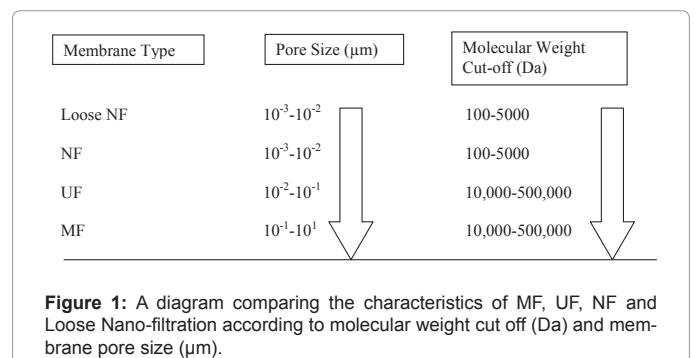 Membrane Type Pore Size (µm) Molecular Weight
Cut-off (Da)
Loose NF 10⁻³-10⁻² 100-5000
NF 10⁻³-10⁻² 100-5000
UF 10⁻²-10⁻¹ 10,000-500,000
MF 10⁻¹-10¹ 10,000-500,000
Figure 1: A diagram comparing the characteristics of MF, UF, NF and
Loose Nano-filtration according to molecular weight cut off (Da) and mem-
brane pore size (µm).